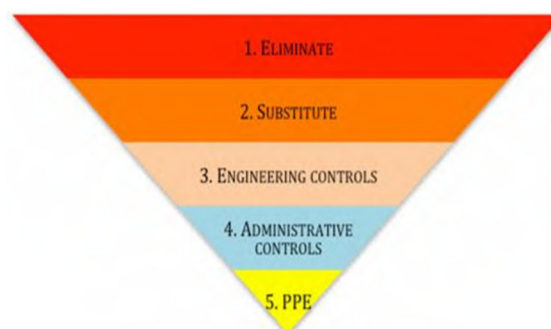 1. ELIMINATE
2. SUBSTITUTE
3. ENGINEERING CONTROLS
4. ADMINISTRATIVE
CONTROLS
5. PPE